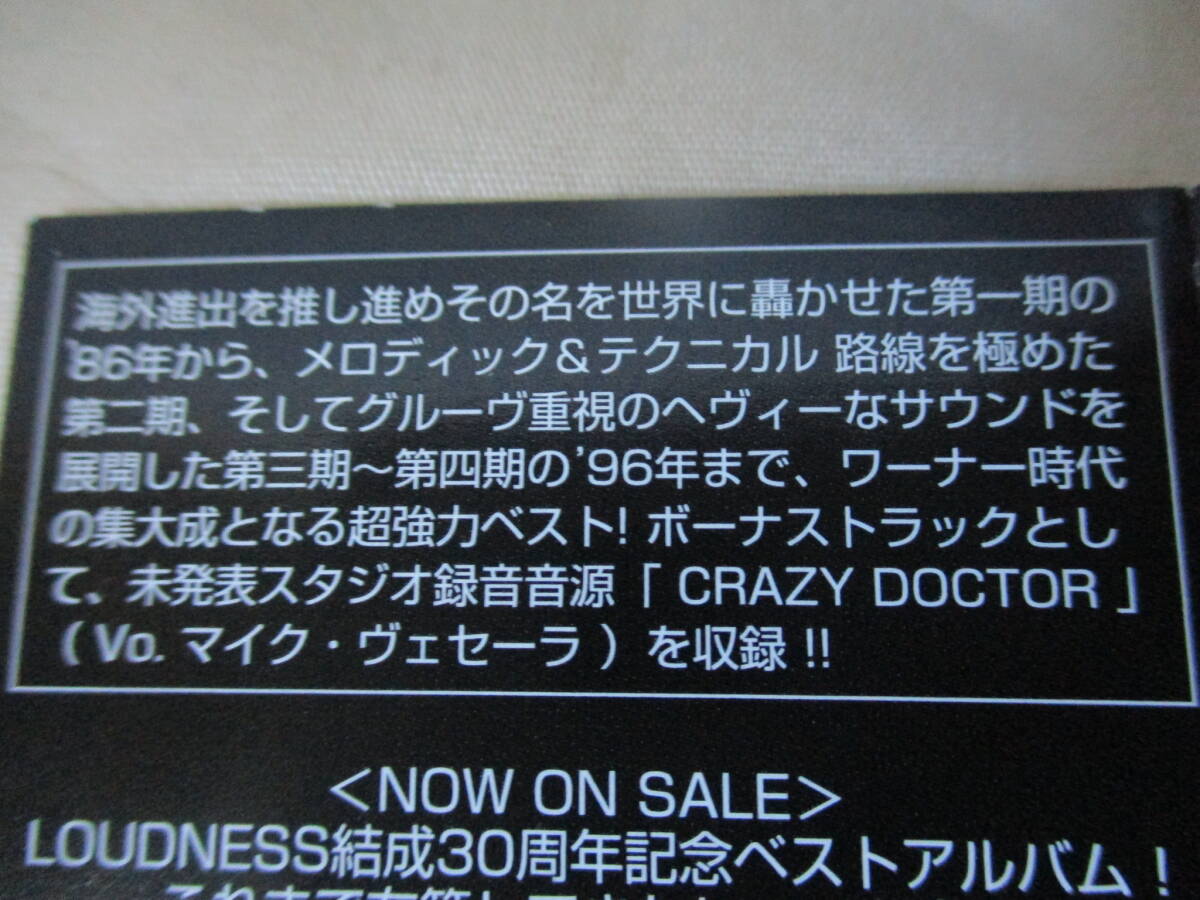 海外進出を推し進めその名を世界に轟かせた第一期の
'86年から、メロディック&テクニカル 路線を極めた
第二期、そしてグルーヴ重視のヘヴィーなサウンドを
展開した第三期〜第四期の'96年まで、ワーナー時代
の集大成となる超強力ベスト! ボーナストラックとし
て、未発表スタジオ録音音源「 CRAZY DOCTOR 」
( Vo. マイク・ヴェセーラ ) を収録 !!
<NOW ON SALE>
LOUDNESS結成30周年記念ベストアルバム!